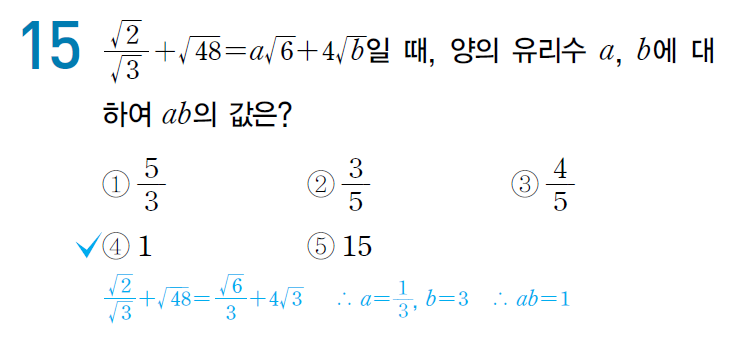 15 √2/√3+√48=a√6+4√b일 때, 양의 유리수 a, b에 대
하여 ab의 값은?
① 5/3 ② 3/5 ③ 4/5
✓④ 1 ⑤ 15
√2/√3+√48=√6/3+4√3 ∴ a=1/3, b=3 ∴ ab=1